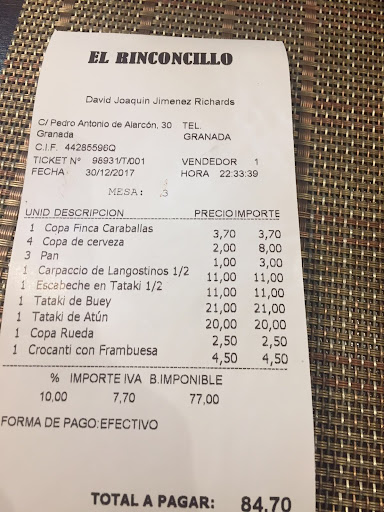 EL RINCONCILLO
David Joaquin Jimenez Richards
C/ Pedro Antonio de Alarcón, 30 TEL.
Granada GRANADA
C.I.F. 44285596Q
TICKET Nº 98931/T/001 VENDEDOR 1
FECHA 30/12/2017 HORA 22:33:39
MESA: 3
UNID DESCRIPCION PRECIO IMPORTE
1 Copa Finca Caraballas 3,70 3,70
4 Copa de cerveza 2,00 8,00
3 Pan 1,00 3,00
1 Carpaccio de Langostinos 1/2 11,00 11,00
1 Escabeche en Tataki 1/2 11,00 11,00
1 Tataki de Buey 21,00 21,00
1 Tataki de Atún 20,00 20,00
1 Copa Rueda 2,50 2,50
1 Crocanti con Frambuesa 4,50 4,50
% IMPORTE IVA B.IMPONIBLE
10,00 7,70 77,00
FORMA DE PAGO:EFECTIVO
TOTAL A PAGAR: 84,70